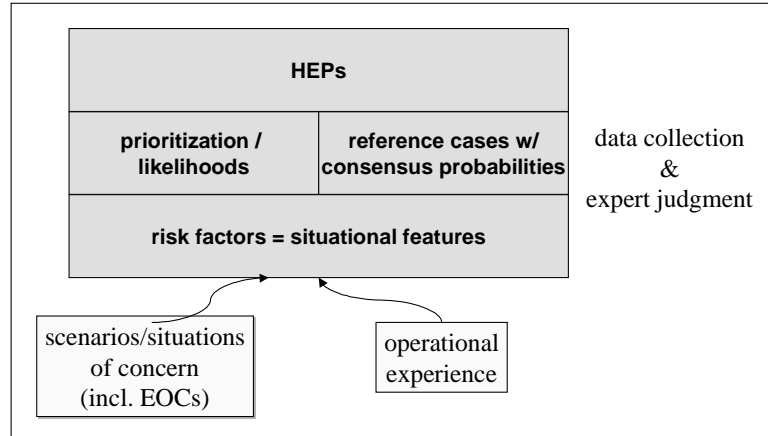 HEPs
prioritization /
likelihoods
reference cases w/
consensus probabilities
data collection
&
expert judgment
risk factors = situational features
scenarios/situations
of concern
(incl. EOCs)
operational
experience